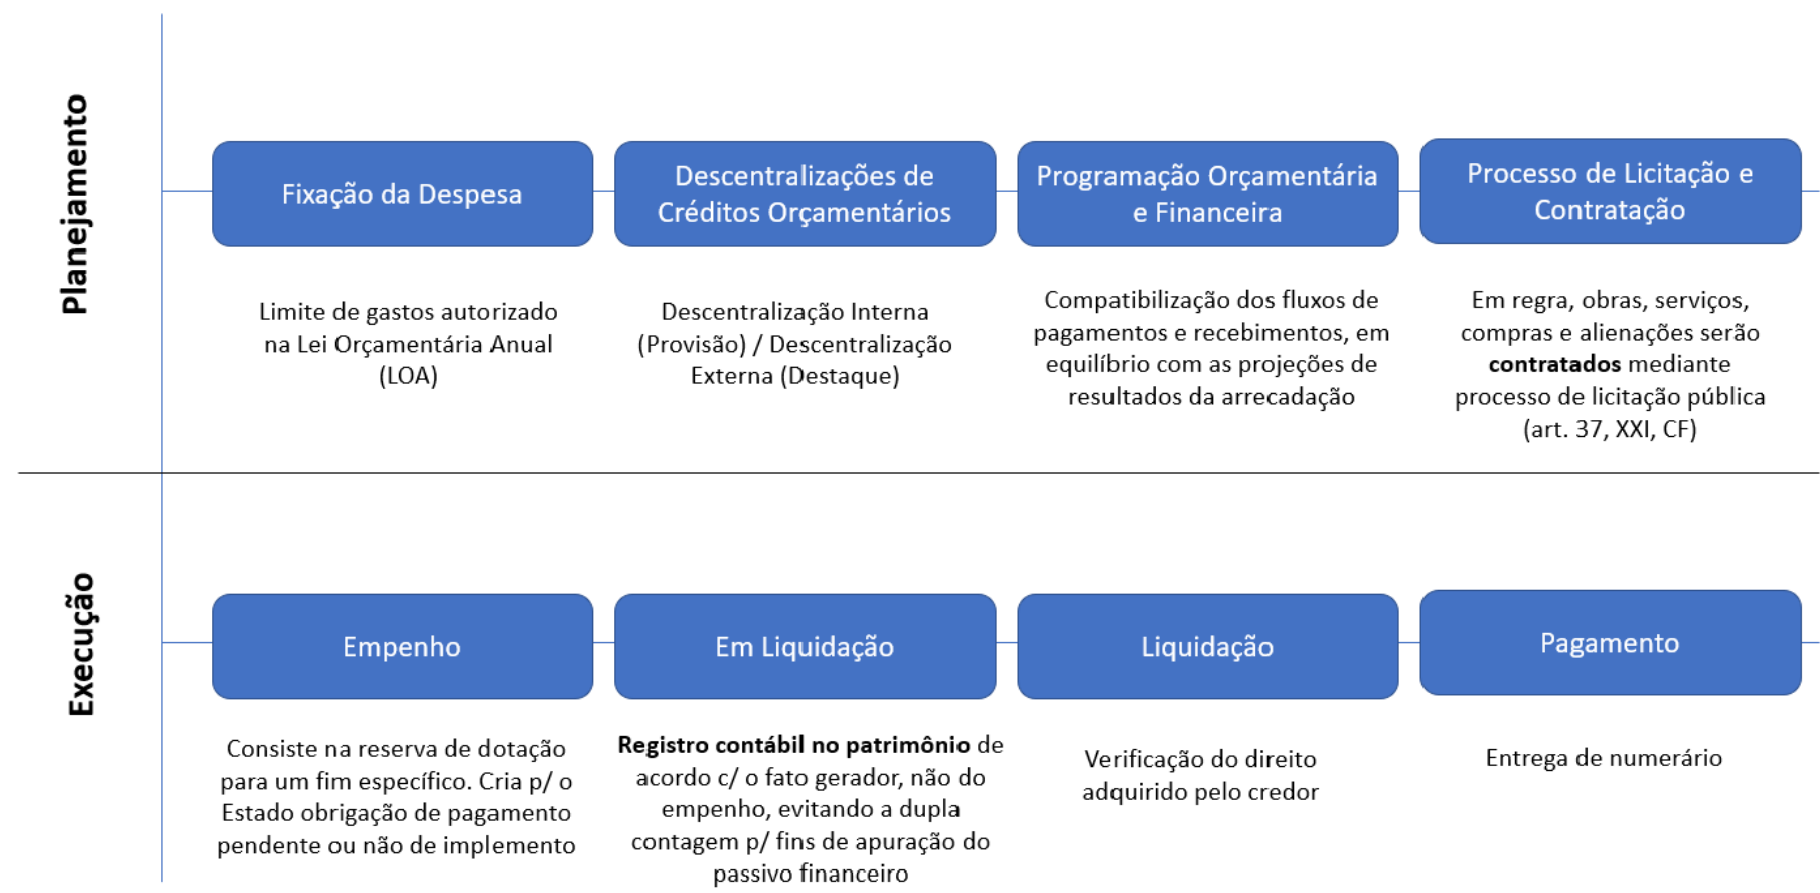 Planejamento
Fixação da Despesa
Limite de gastos autorizado
na Lei Orçamentária Anual
(LOA)
Descentralizações de
Créditos Orçamentários
Descentralização Interna
(Provisão) / Descentralização
Externa (Destaque)
Programação Orçamentária
e Financeira
Compatibilização dos fluxos de
pagamentos e recebimentos, em
equilíbrio com as projeções de
resultados da arrecadação
Processo de Licitação e
Contratação
Em regra, obras, serviços,
compras e alienações serão
contratados mediante
processo de licitação pública
(art. 37, XXI, CF)
Execução
Empenho
Consiste na reserva de dotação
para um fim específico. Cria p/ o
Estado obrigação de pagamento
pendente ou não de implemento
Em Liquidação
Registro contábil no patrimônio de
acordo c/ o fato gerador, não do
empenho, evitando a dupla
contagem p/ fins de apuração do
passivo financeiro
Liquidação
Verificação do direito
adquirido pelo credor
Pagamento
Entrega de numerário